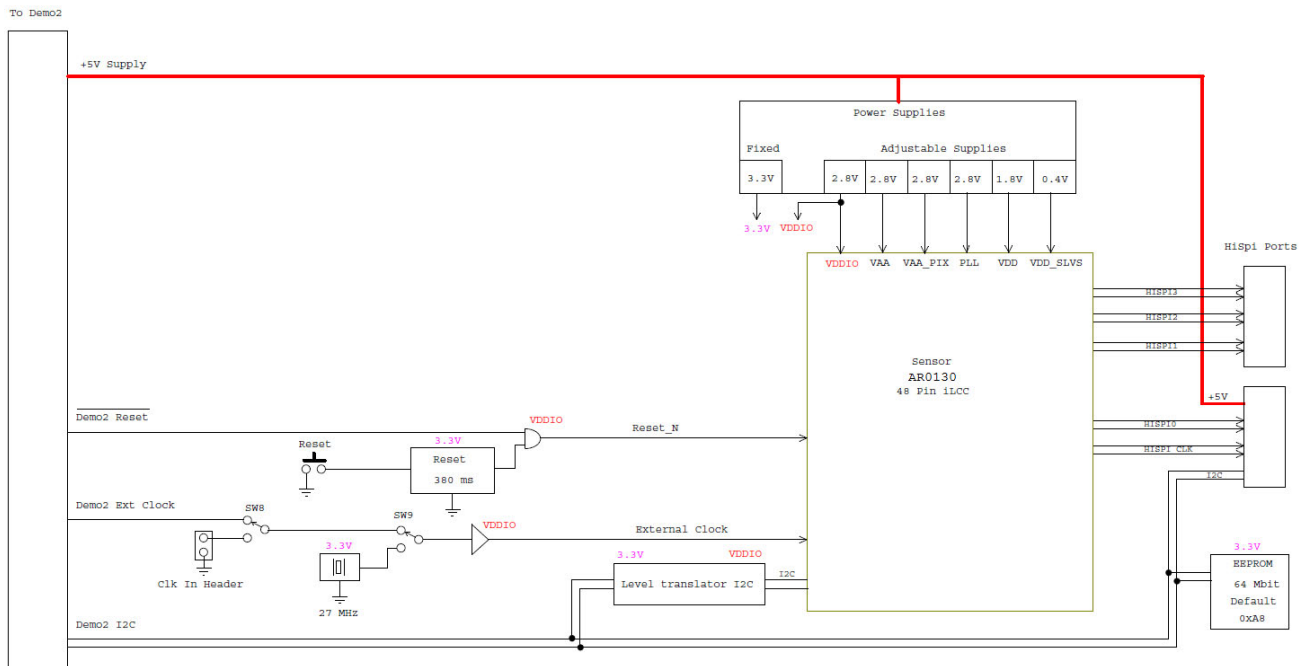 To Demo2
+5V Supply
Power Supplies
Fixed
Adjustable Supplies
3.3V
2.8V
2.8V
2.8V
2.8V
1.8V
0.4V
3.3V
VDDIO
VDDIO
VAA
VAA_PIX
PLL
VDD
VDD_SLVS
HiSpi Ports
HISPI3
HISPI2
HISPI1
Sensor
AR0130
48 Pin iLCC
+5V
HISPI0
HISPI CLK
I2C
Demo2 Reset
VDDIO
Reset_N
Reset
3.3V
Reset
380 ms
Demo2 Ext Clock
SW8
SW9
VDDIO
External Clock
Clk In Header
3.3V
27 MHz
3.3V
VDDIO
Level translator I2C
I2C
3.3V
EEPROM
64 Mbit
Default
0xA8
Demo2 I2C